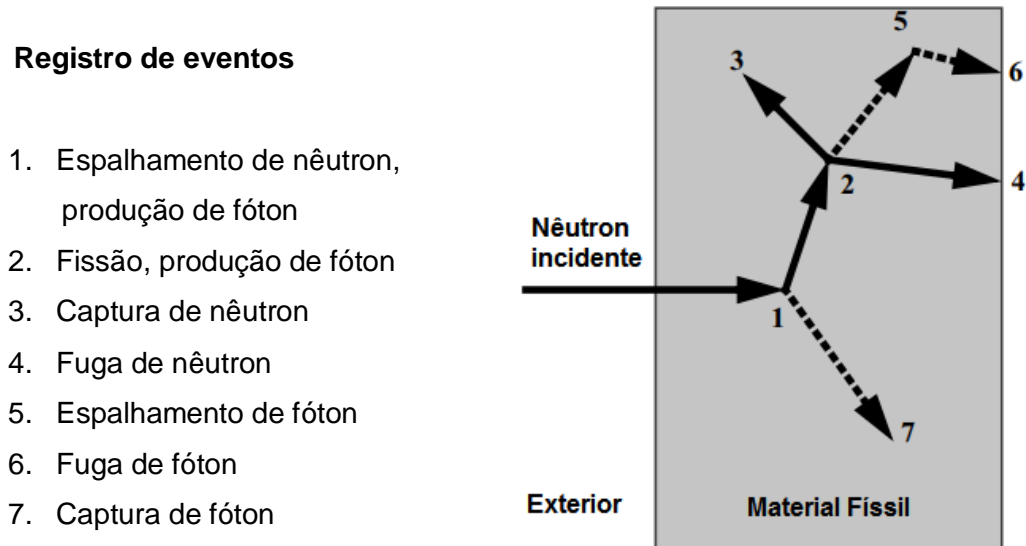 Registro de eventos
1. Espalhamento de nêutron,
produção de fóton
2. Fissão, produção de fóton
3. Captura de nêutron
4. Fuga de nêutron
5. Espalhamento de fóton
6. Fuga de fóton
7. Captura de fóton
5
3
6
2
4
Nêutron
incidente
1
7
Exterior
Material Físsil